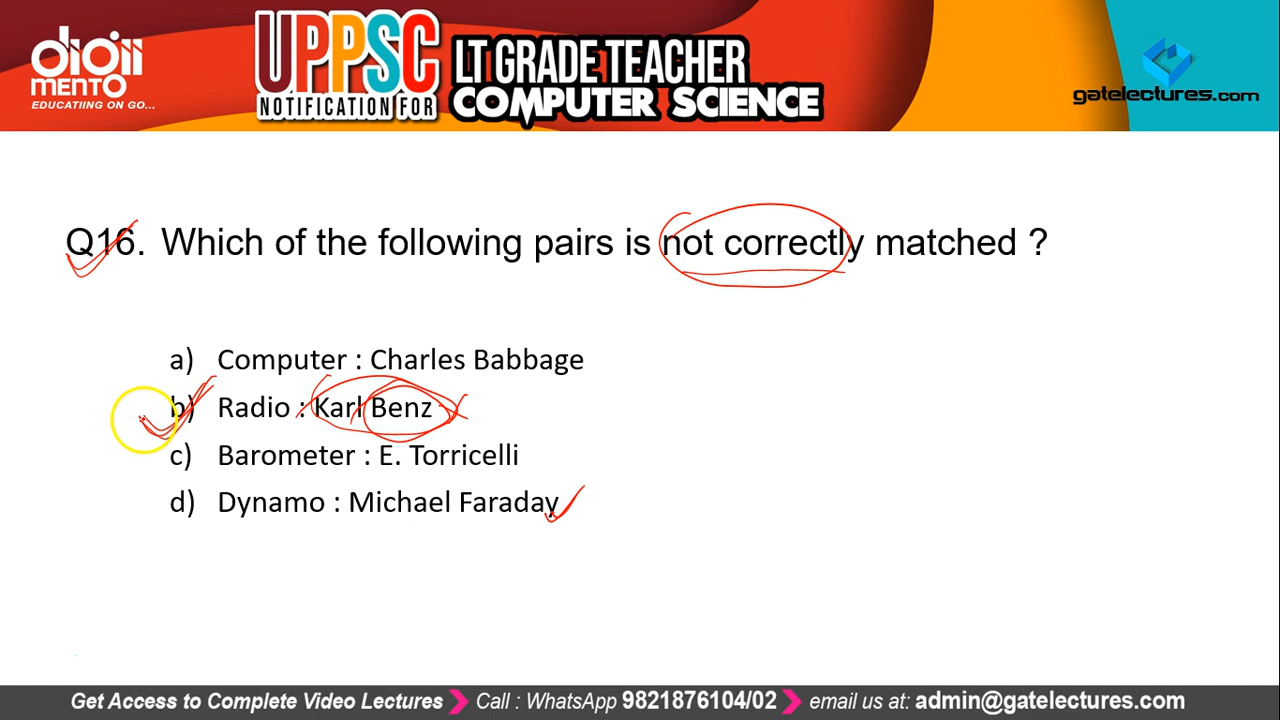 digii
MENTO
EDUCATIING ON GO...
UPPSC
NOTIFICATION FOR
LT GRADE TEACHER
COMPUTER SCIENCE
gatelectures.com
Q16. Which of the following pairs is not correctly matched ?
a) Computer : Charles Babbage
b) Radio : Karl Benz
c) Barometer : E. Torricelli
d) Dynamo : Michael Faraday
Get Access to Complete Video Lectures Call : WhatsApp 9821876104/02 email us at: admin@gatelectures.com